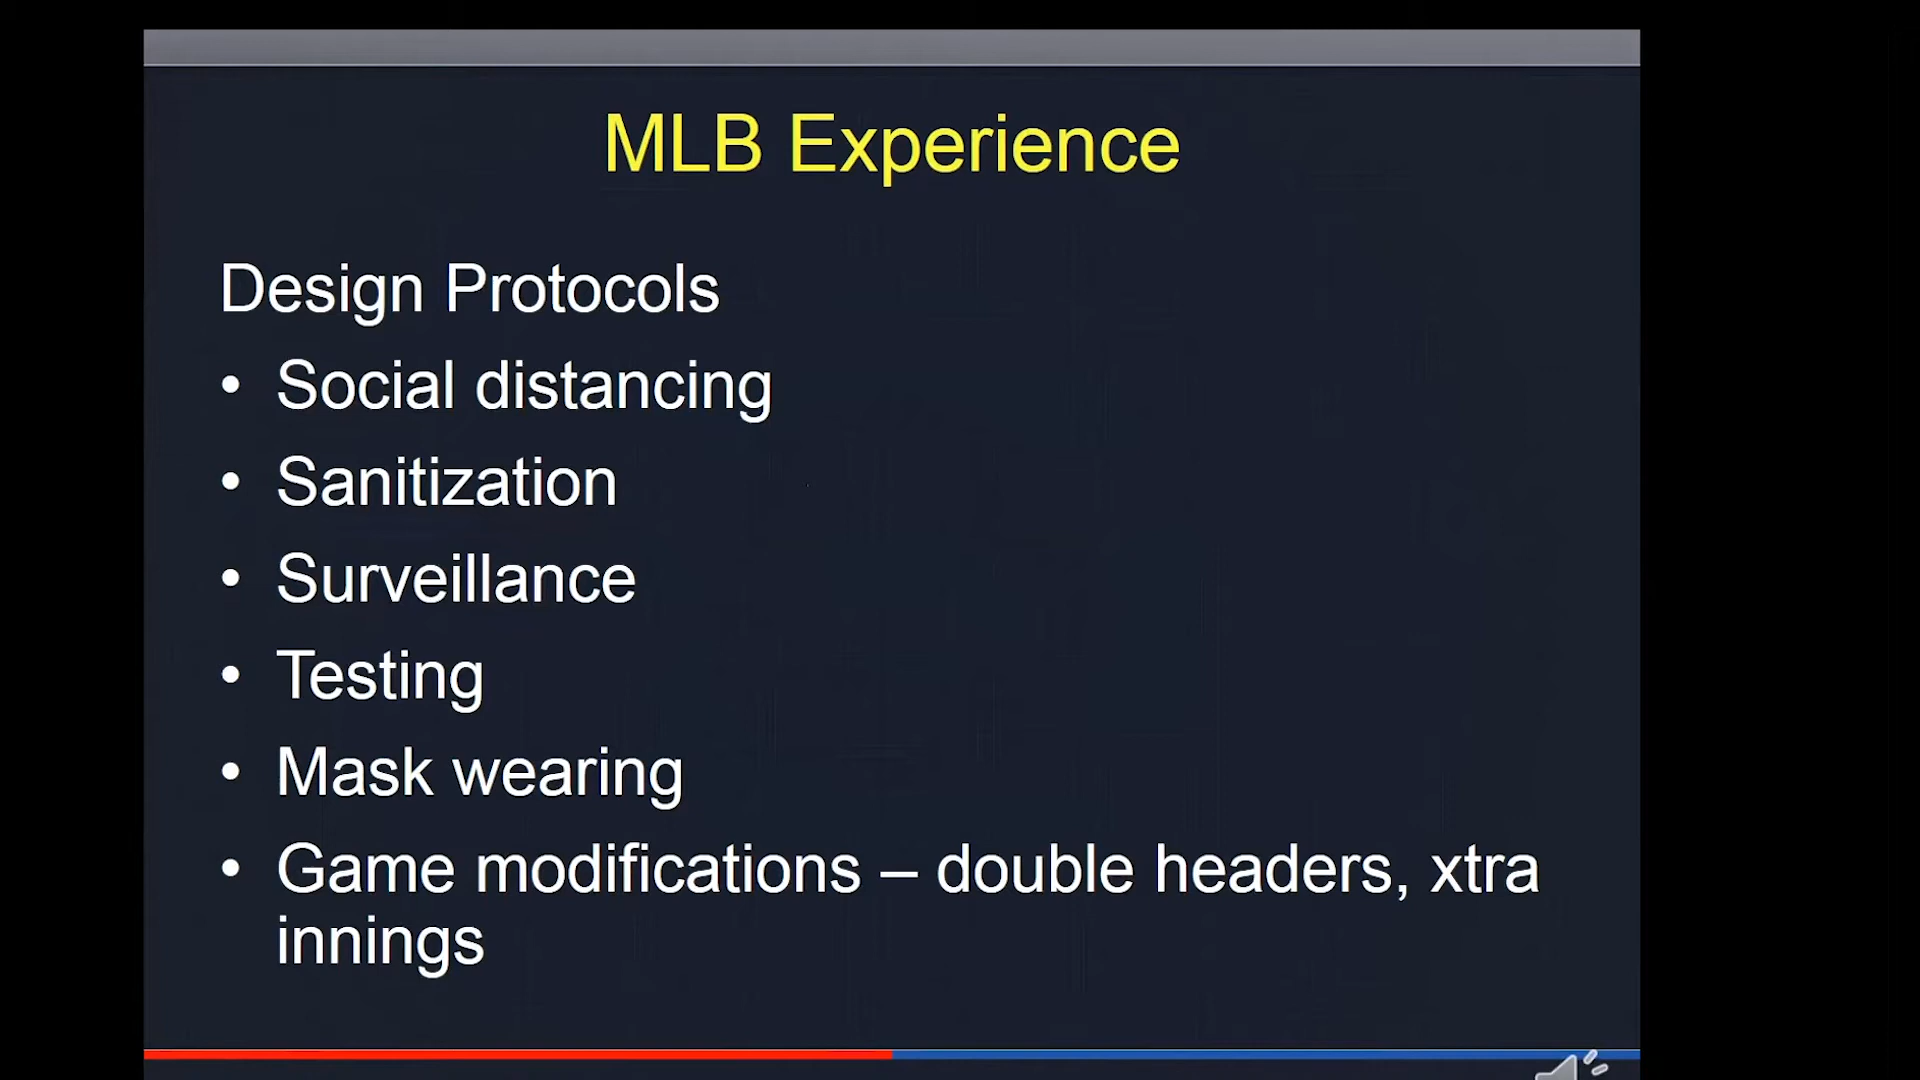 MLB Experience
Design Protocols
• Social distancing
• Sanitization
• Surveillance
• Testing
• Mask wearing
• Game modifications – double headers, xtra
innings